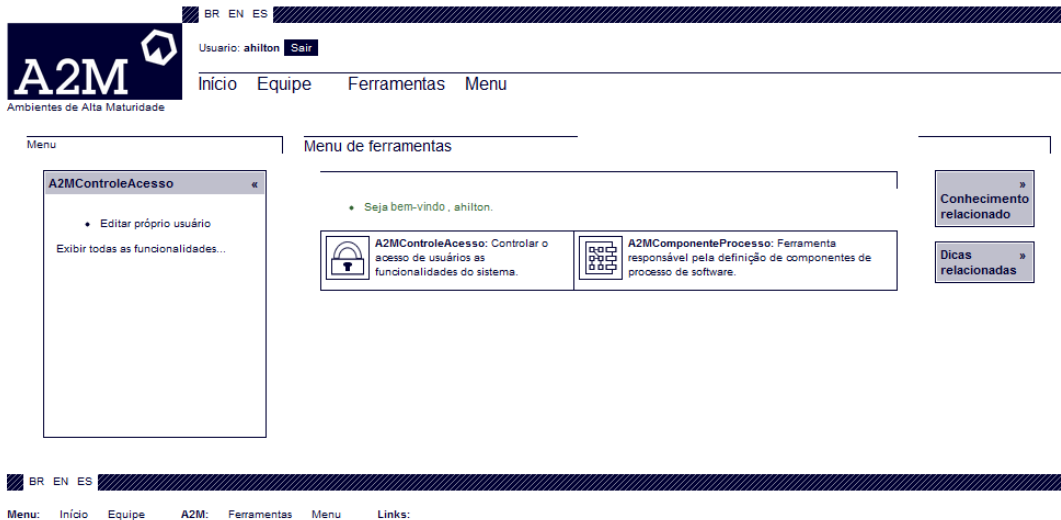 BR EN ES
Usuario: ahilton Sair
A2M
Ambientes de Alta Maturidade
Início Equipe Ferramentas Menu
Menu
A2MControleAcesso «
• Editar próprio usuário
Exibir todas as funcionalidades...
Menu de ferramentas
• Seja bem-vindo , ahilton.
A2MControleAcesso: Controlar o
acesso de usuários as
funcionalidades do sistema.
A2MComponenteProcesso: Ferramenta
responsável pela definição de componentes de
processo de software.
»
Conhecimento
relacionado
Dicas »
relacionadas
BR EN ES
Menu: Início Equipe A2M: Ferramentas Menu Links: